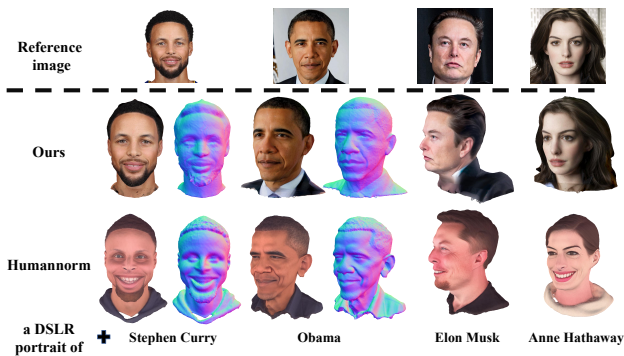 Reference
image
Ours
Humannorm
a DSLR
portrait of
+ Stephen Curry Obama Elon Musk Anne Hathaway